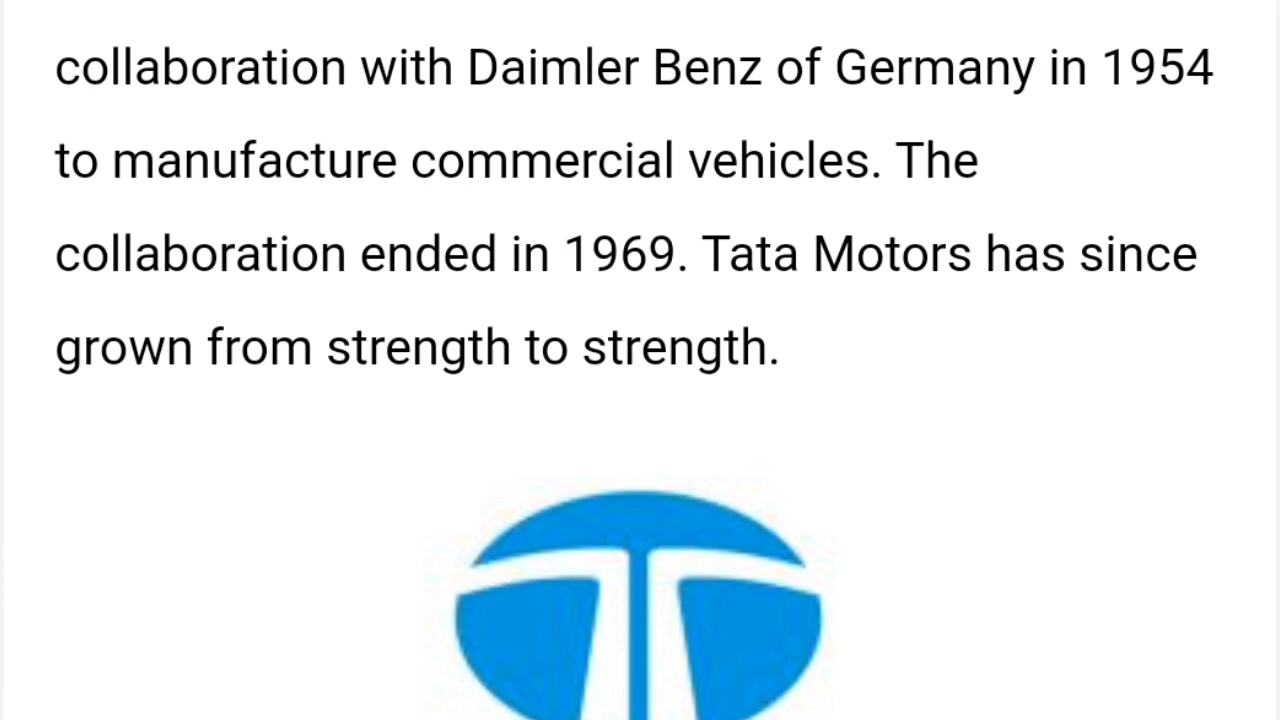 collaboration with Daimler Benz of Germany in 1954
to manufacture commercial vehicles. The
collaboration ended in 1969. Tata Motors has since
grown from strength to strength.